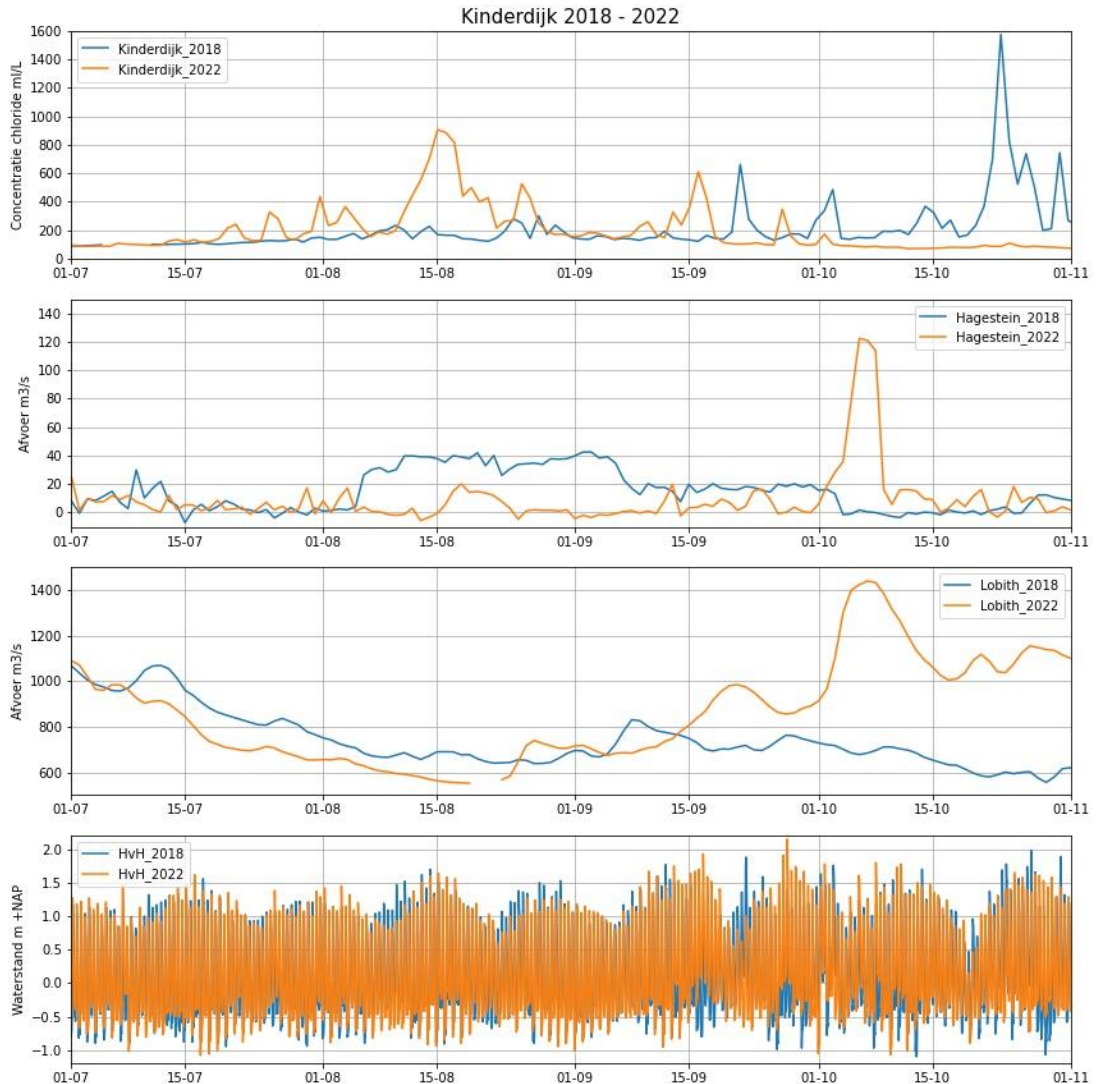 Kinderdijk 2018 - 2022
Concentratie chloride ml/L
1600
1400
1200
1000
800
600
400
200
0
Kinderdijk_2018
Kinderdijk_2022
01-07 15-07 01-08 15-08 01-09 15-09 01-10 15-10 01-11
Afvoer m3/s
140
120
100
80
60
40
20
0
Hagestein_2018
Hagestein_2022
01-07 15-07 01-08 15-08 01-09 15-09 01-10 15-10 01-11
Afvoer m3/s
1400
1200
1000
800
600
Lobith_2018
Lobith_2022
01-07 15-07 01-08 15-08 01-09 15-09 01-10 15-10 01-11
Waterstand m +NAP
2.0
1.5
1.0
0.5
0.0
−0.5
−1.0
HvH_2018
HvH_2022
01-07 15-07 01-08 15-08 01-09 15-09 01-10 15-10 01-11